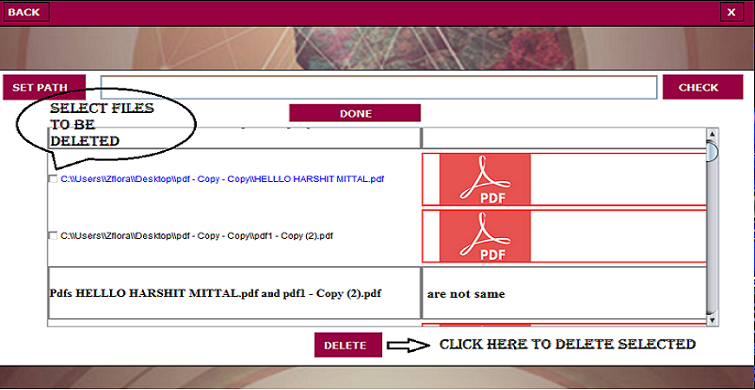 BACK
X
SET PATH
CHECK
SELECT FILES
TO BE
DELETED
DONE
C:\\Users\\Zflora\\Desktop\\pdf - Copy - Copy\\HELLLO HARSHIT MITTAL.pdf
PDF
C:\\Users\\Zflora\\Desktop\\pdf - Copy - Copy\\pdf1 - Copy (2).pdf
PDF
Pdfs HELLLO HARSHIT MITTAL.pdf and pdf1 - Copy (2).pdf are not same
DELETE
CLICK HERE TO DELETE SELECTED